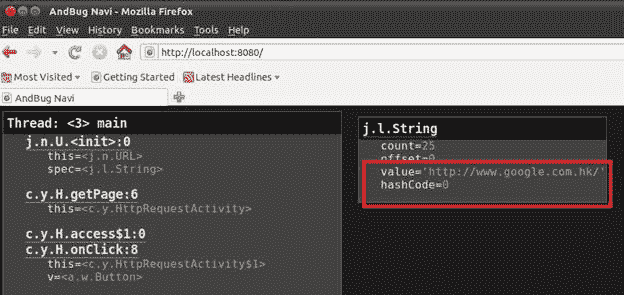 AndBug Navi - Mozilla Firefox
File Edit View History Bookmarks Tools Help
http://localhost:8080/
Most Visited Getting Started Latest Headlines
AndBug Navi
Thread: <3> main
j.n.U.<init>:0
this=<j.n.URL>
spec=<j.l.String>
c.y.H.getPage:6
this=<c.y.HttpRequestActivity>
c.y.H.access$1:0
c.y.H.onClick:8
this=<c.y.HttpRequestActivity$1>
v=<a.w.Button>
j.l.String
count=25
offset=0
value='http://www.google.com.hk/'
hashCode=0